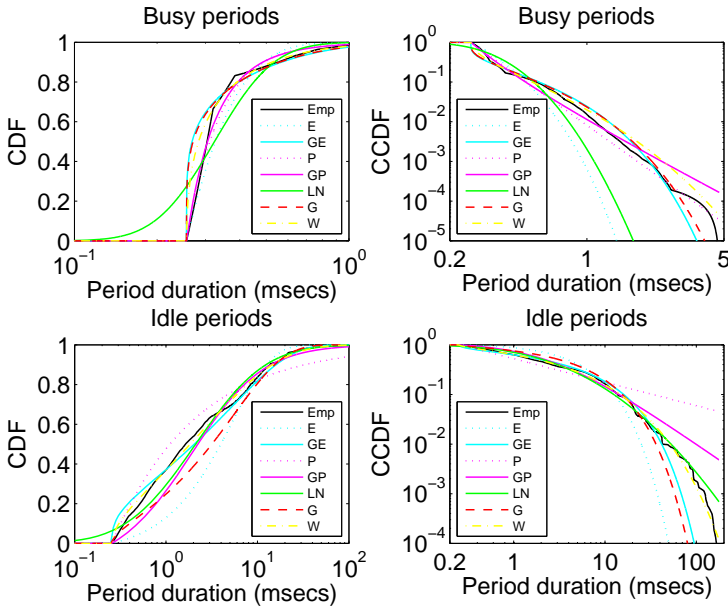 Busy periods
1
0.8
0.6
0.4
0.2
0
10^-1
10^0
CDF
Period duration (msecs)
Emp
E
GE
P
GP
LN
G
W
Busy periods
10^0
10^-1
10^-2
10^-3
10^-4
10^-5
0.2
1
5
CCDF
Period duration (msecs)
Emp
E
GE
P
GP
LN
G
W
Idle periods
1
0.8
0.6
0.4
0.2
0
10^-1
10^0
10^1
10^2
CDF
Period duration (msecs)
Emp
E
GE
P
GP
LN
G
W
Idle periods
10^0
10^-1
10^-2
10^-3
10^-4
0.2
1
10
100
CCDF
Period duration (msecs)
Emp
E
GE
P
GP
LN
G
W